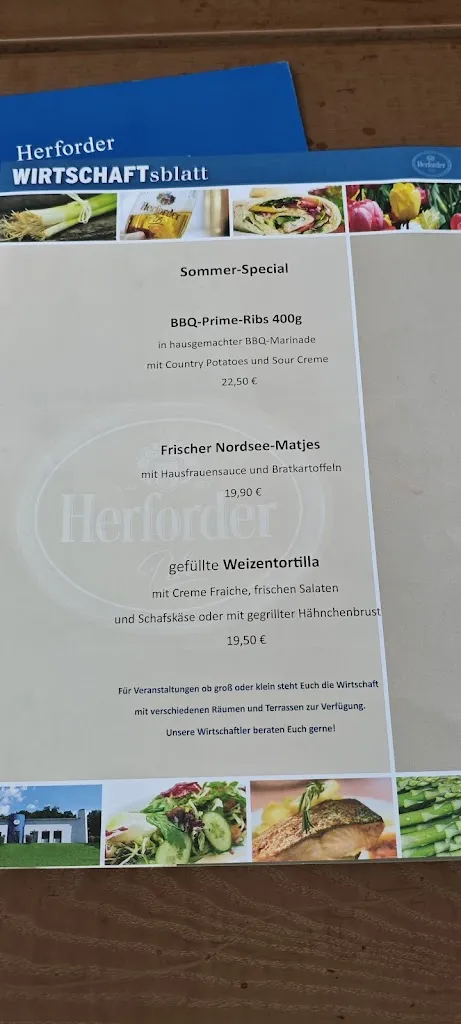 Herforder
WIRTSCHAFTsblatt
Herforder
Herforder
Sommer-Special
BBQ-Prime-Ribs 400g
in hausgemachter BBQ-Marinade
mit Country Potatoes und Sour Creme
22,50 €
Frischer Nordsee-Matjes
mit Hausfrauensauce und Bratkartoffeln
19,90 €
Herforder
gefüllte Weizentortilla
mit Creme Fraiche, frischen Salaten
und Schafskäse oder mit gegrillter Hähnchenbrust
19,50 €
Für Veranstaltungen ob groß oder klein steht Euch die Wirtschaft
mit verschiedenen Räumen und Terrassen zur Verfügung.
Unsere Wirtschaftler beraten Euch gerne!